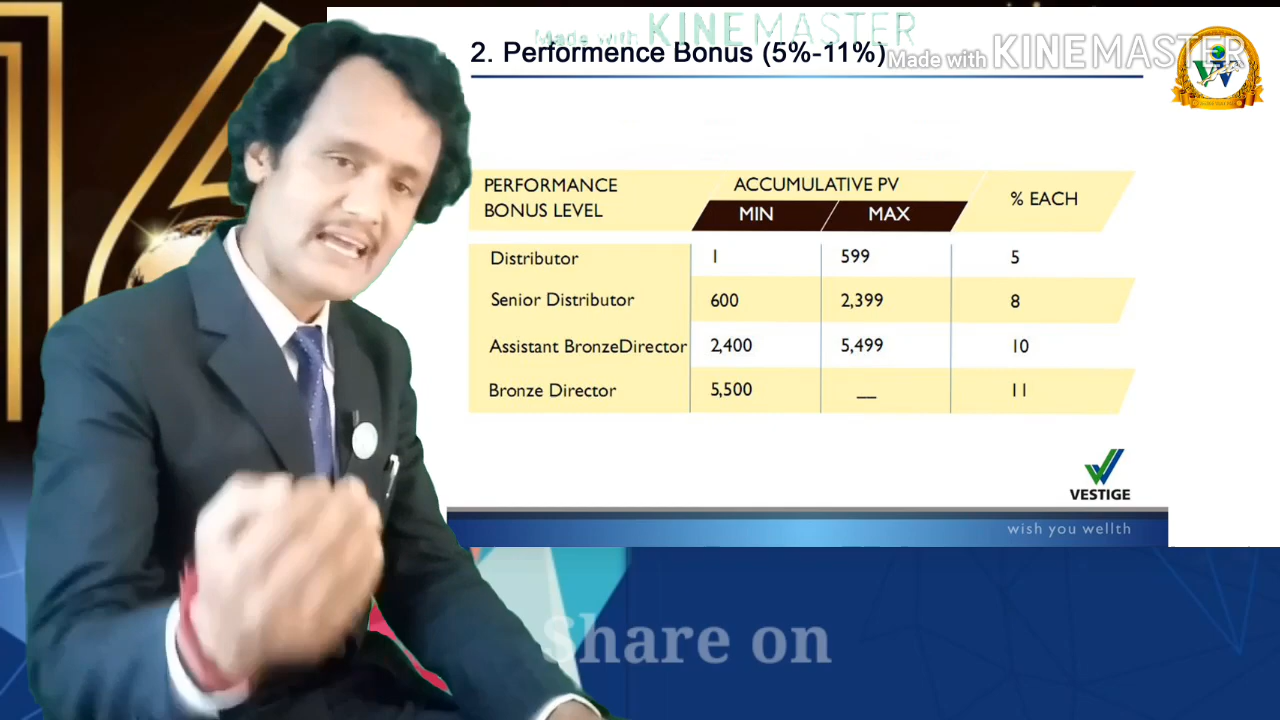 Made with KINEMASTER
2. Performence Bonus (5%-11%)
Made with KINEMASTER
PERFORMANCE
BONUS LEVEL
ACCUMULATIVE PV
MIN
MAX
% EACH
Distributor 1 599 5
Senior Distributor 600 2,399 8
Assistant BronzeDirector 2,400 5,499 10
Bronze Director 5,500 __ 11
VESTIGE
wish you wellth
Share on
16